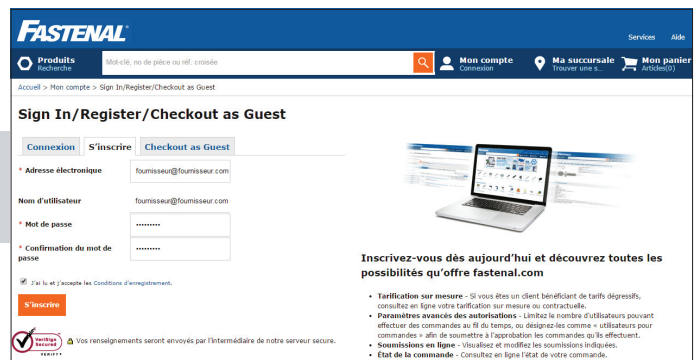 FASTENAL
Services Aide
Produits
Recherche
Mot-clé, no de pièce ou réf. croisée
Mon compte
Connexion
Ma succursale
Trouver une s...
Mon panier
Articles(0)
Accueil > Mon compte > Sign In/Register/Checkout as Guest
Sign In/Register/Checkout as Guest
Connexion S'inscrire Checkout as Guest
* Adresse électronique fournisseur@fournisseur.com
Nom d'utilisateur fournisseur@fournisseur.com
* Mot de passe •••••••••
* Confirmation du mot de
passe •••••••••
J'ai lu et j'accepte les Conditions d'enregistrement.
S'inscrire
VeriSign
Secured
VERIFY
Vos renseignements seront envoyés par l'intermédiaire de notre serveur secure.
Inscrivez-vous dès aujourd'hui et découvrez toutes les
possibilités qu'offre fastenal.com
• Tarification sur mesure - Si vous êtes un client bénéficiant de tarifs dégressifs,
consultez en ligne votre tarification sur mesure ou contractuelle.
• Paramètres avancés des autorisations - Limitez le nombre d'utilisateurs pouvant
effectuer des commandes au fil du temps, ou désignez-les comme « utilisateurs pour
commandes » afin de soumettre à l'approbation les commandes qu'ils effectuent.
• Soumissions en ligne - Visualisez et modifiez les soumissions indiquées.
• État de la commande - Consultez en ligne l'état de votre commande.